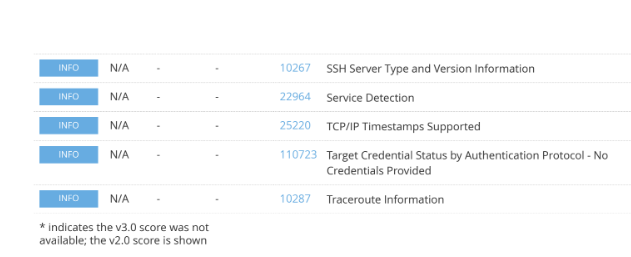 INFO N/A - - 10267 SSH Server Type and Version Information
INFO N/A - - 22964 Service Detection
INFO N/A - - 25220 TCP/IP Timestamps Supported
INFO N/A - - 110723 Target Credential Status by Authentication Protocol - No
Credentials Provided
INFO N/A - - 10287 Traceroute Information
* indicates the v3.0 score was not
available; the v2.0 score is shown